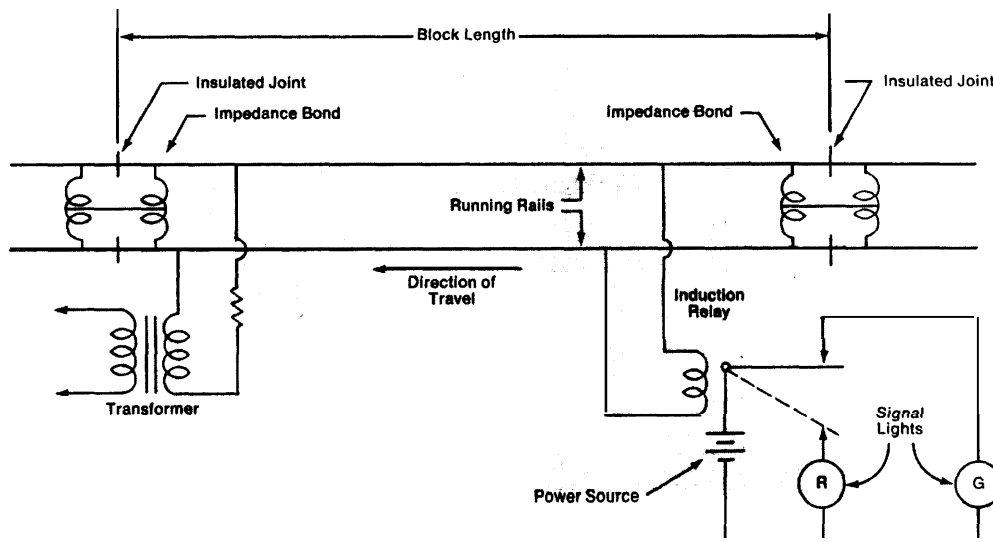 Block Length
Insulated Joint
Impedance Bond
Impedance Bond
Insulated Joint
Running Rails
Direction of
Travel
Induction
Relay
Transformer
Signal
Lights
Power Source
R
G